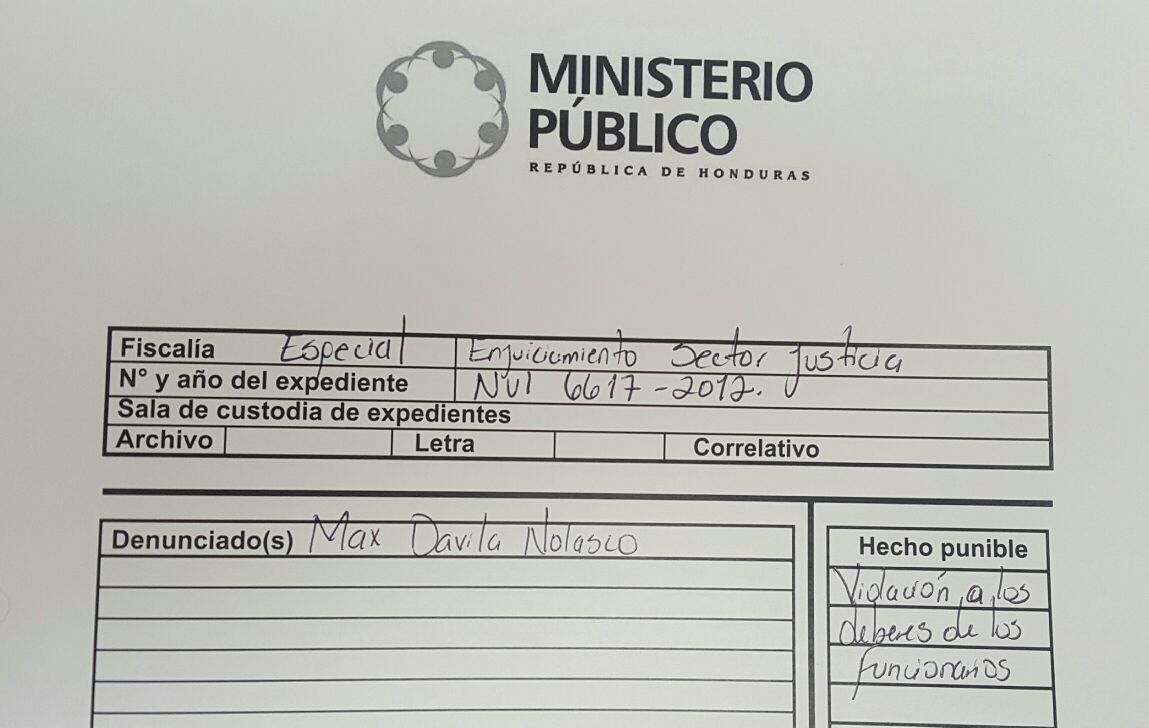 MINISTERIO
PÚBLICO
REPÚBLICA DE HONDURAS
Fiscalía Especial Enjuiciamiento Sector Justicia
N° y año del expediente NUI 6617-2012.
Sala de custodia de expedientes
Archivo Letra Correlativo
Denunciado(s) Max Davila Nolasco
Hecho punible
Violación a los
deberes de los
funcionarios